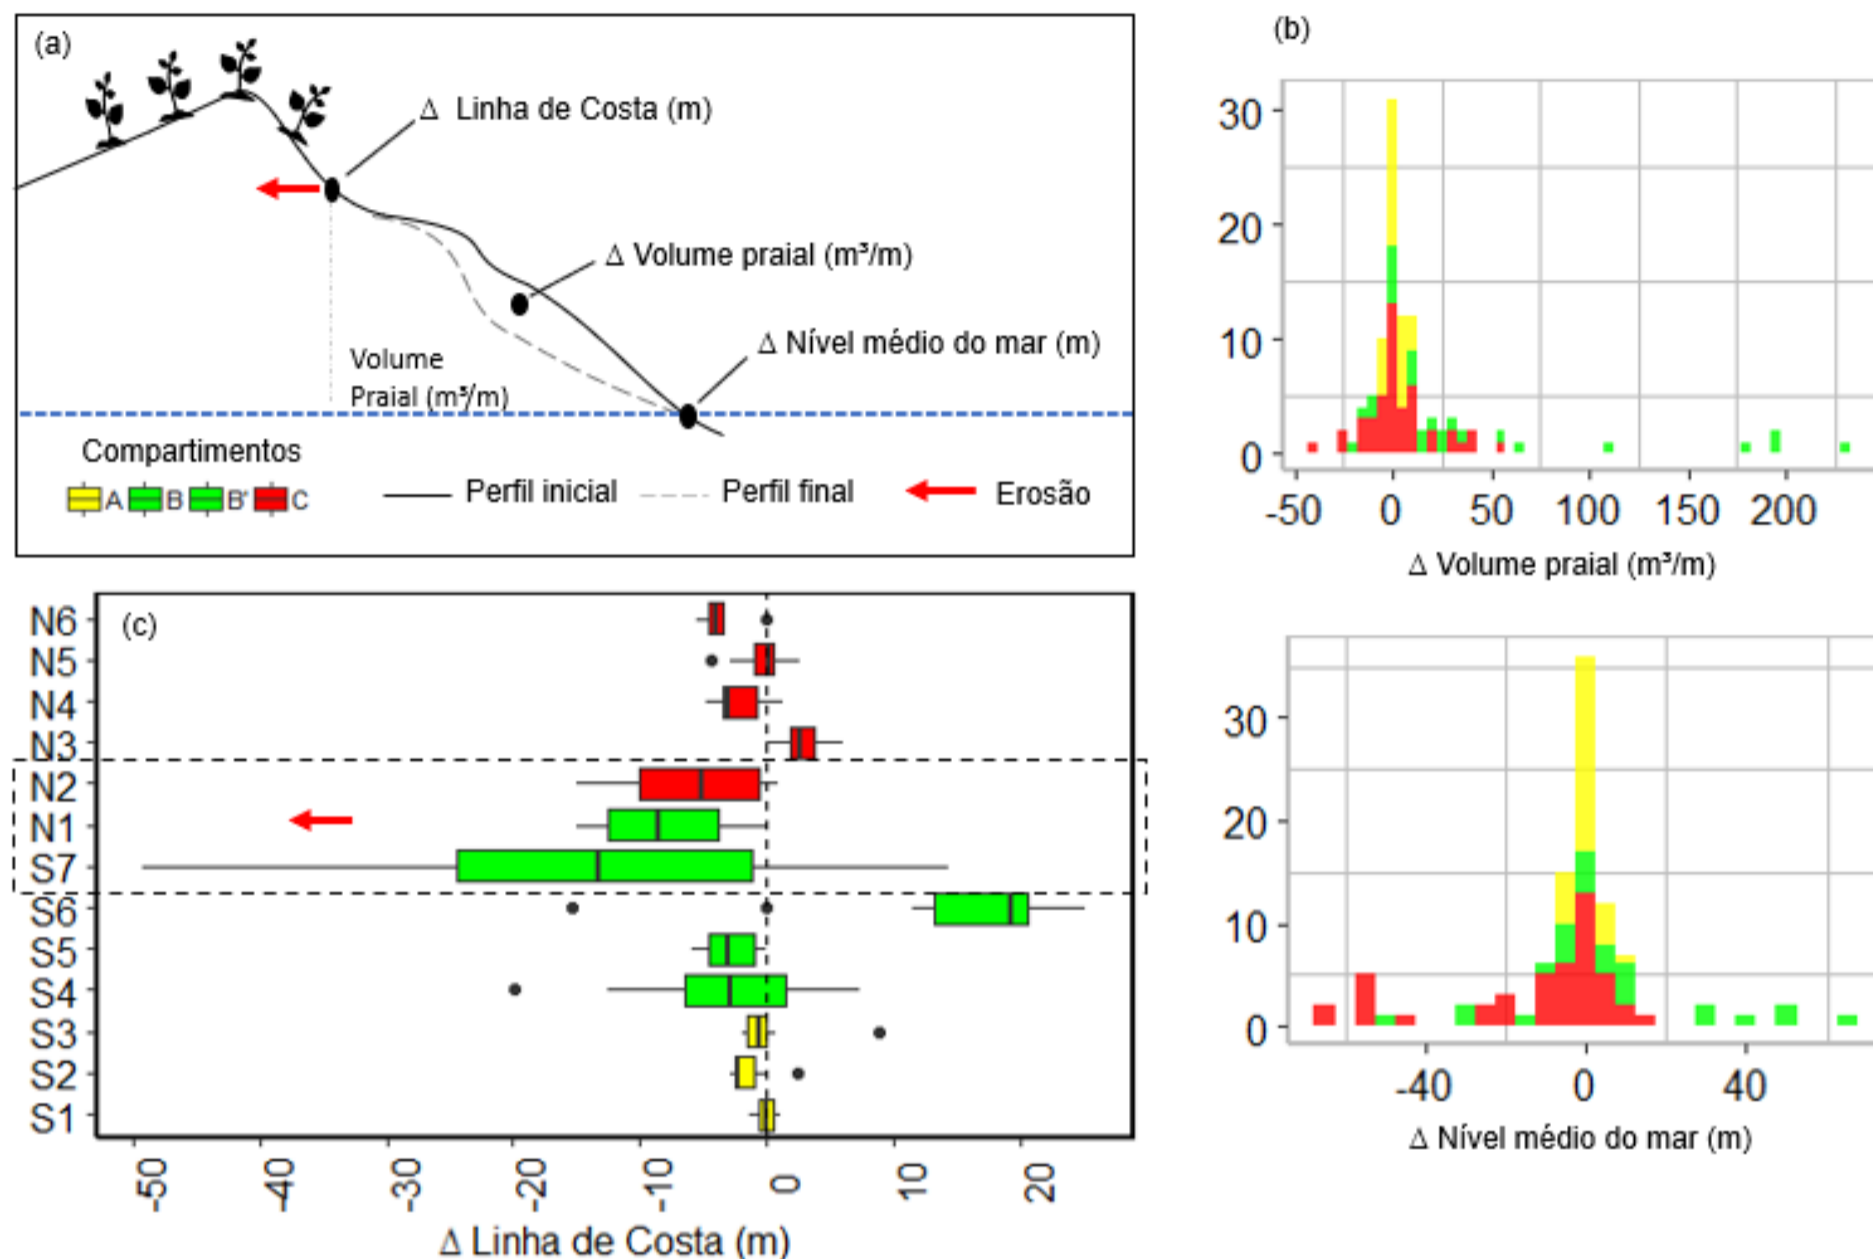 (a)
Δ Linha de Costa (m)
Δ Volume praial (m³/m)
Δ Nível médio do mar (m)
Volume
Praial (m³/m)
Compartimentos
A B B' C
Perfil inicial
Perfil final
Erosão
(b)
30
20
10
0
-50 0 50 100 150 200
Δ Volume praial (m³/m)
30
20
10
0
-40 0 40
Δ Nível médio do mar (m)
(c)
N6
N5
N4
N3
N2
N1
S7
S6
S5
S4
S3
S2
S1
-50 -40 -30 -20 -10 0 10 20
Δ Linha de Costa (m)